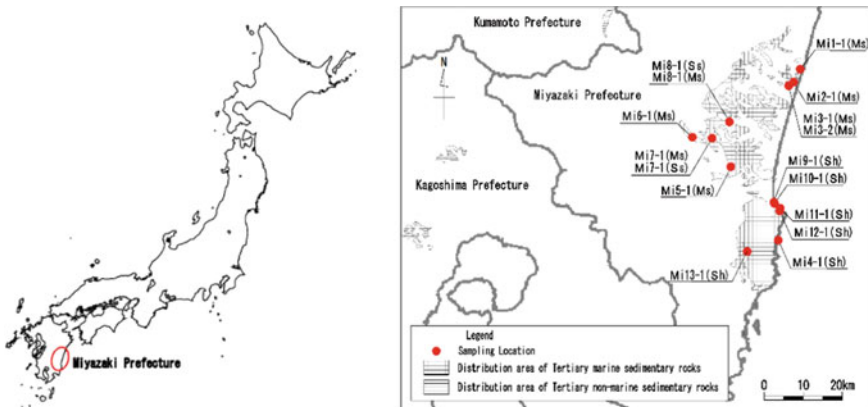 Miyazaki Prefecture
Kumamoto Prefecture
N
Miyazaki Prefecture
Kagoshima Prefecture
Mi1-1(Ms)
Mi8-1(Ss)
Mi8-1(Ms)
Mi2-1(Ms)
Mi6-1(Ms)
Mi3-1(Ms)
Mi3-2(Ms)
Mi7-1(Ms)
Mi7-1(Ss)
Mi9-1(Sh)
Mi10-1(Sh)
Mi5-1(Ms)
Mi11-1(Sh)
Mi12-1(Sh)
Mi4-1(Sh)
Mi13-1(Sh)
Legend
Sampling Location
Distribution area of Tertiary marine sedimentary rocks
Distribution area of Tertiary non-marine sedimentary rocks
0 10 20km